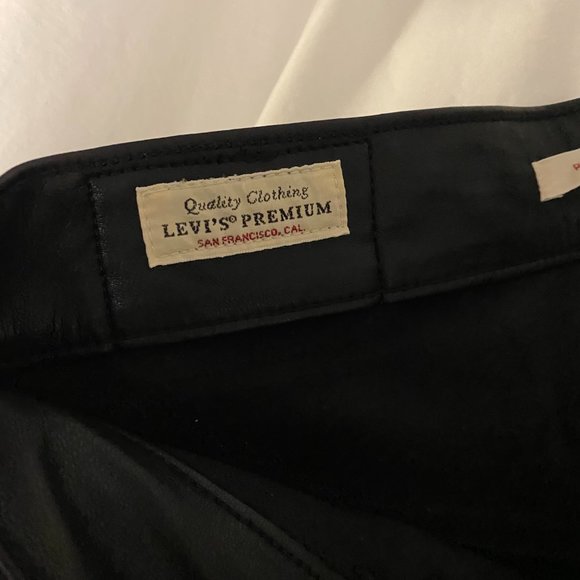 Quality Clothing
LEVI'S® PREMIUM
SAN FRANCISCO, CAL.